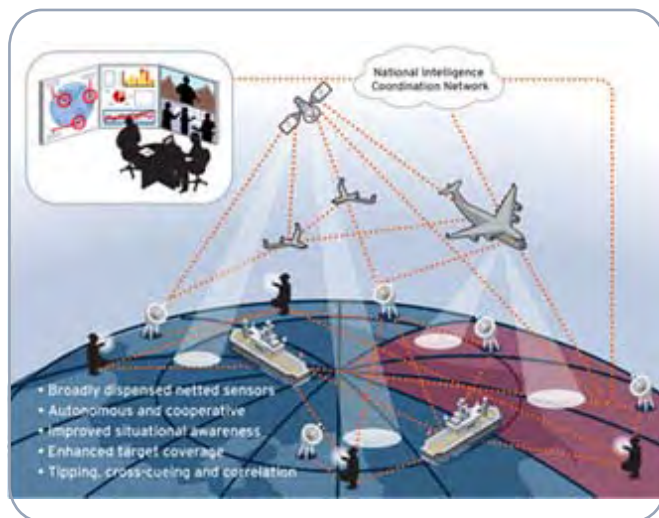 National Intelligence
Coordination Network
• Broadly dispensed netted sensors
• Autonomous and cooperative
• Improved situational awareness
• Enhanced target coverage
• Tipping, cross-cueing and correlation